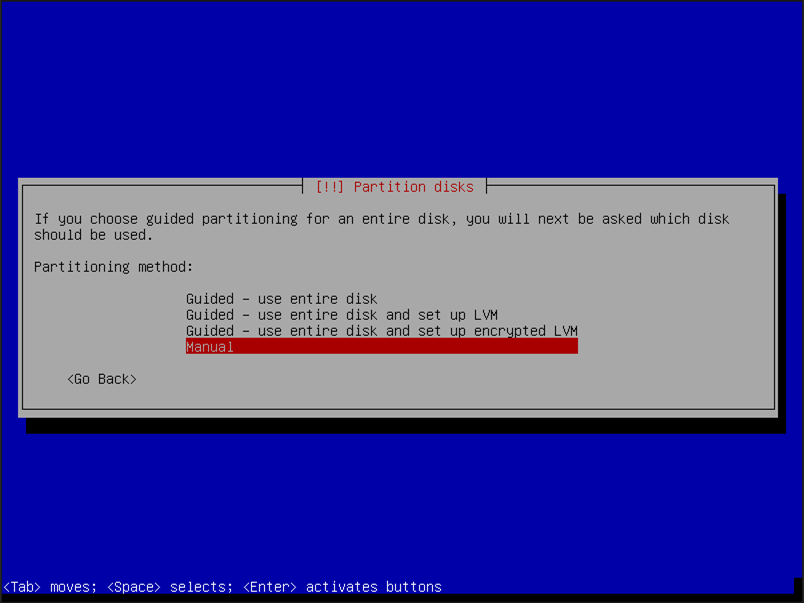 [!!] Partition disks
If you choose guided partitioning for an entire disk, you will next be asked which disk
should be used.
Partitioning method:
Guided – use entire disk
Guided – use entire disk and set up LVM
Guided – use entire disk and set up encrypted LVM
Manual
<Go Back>
<Tab> moves; <Space> selects; <Enter> activates buttons